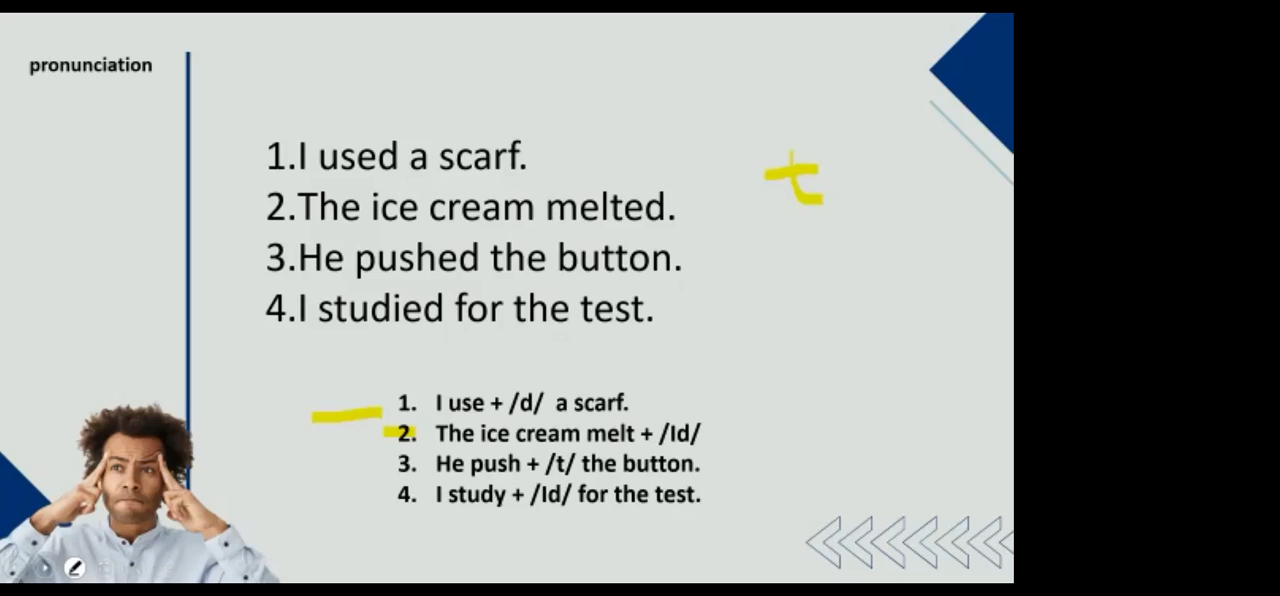 pronunciation
1.I used a scarf.
2.The ice cream melted.
3.He pushed the button.
4.I studied for the test.
t
1. I use + /d/ a scarf.
2. The ice cream melt + /Id/
3. He push + /t/ the button.
4. I study + /Id/ for the test.